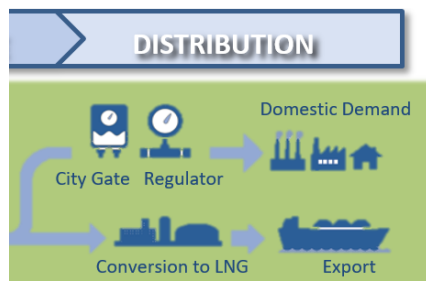 DISTRIBUTION
Domestic Demand
City Gate Regulator
Conversion to LNG Export